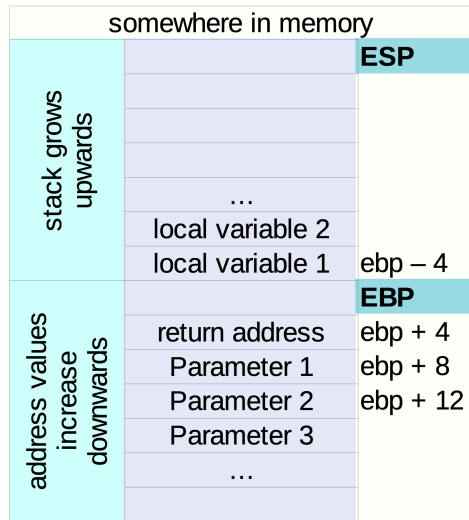 somewhere in memory
ESP
stack grows
upwards
...
local variable 2
local variable 1 ebp – 4
EBP
address values
increase
downwards
return address ebp + 4
Parameter 1 ebp + 8
Parameter 2 ebp + 12
Parameter 3
...